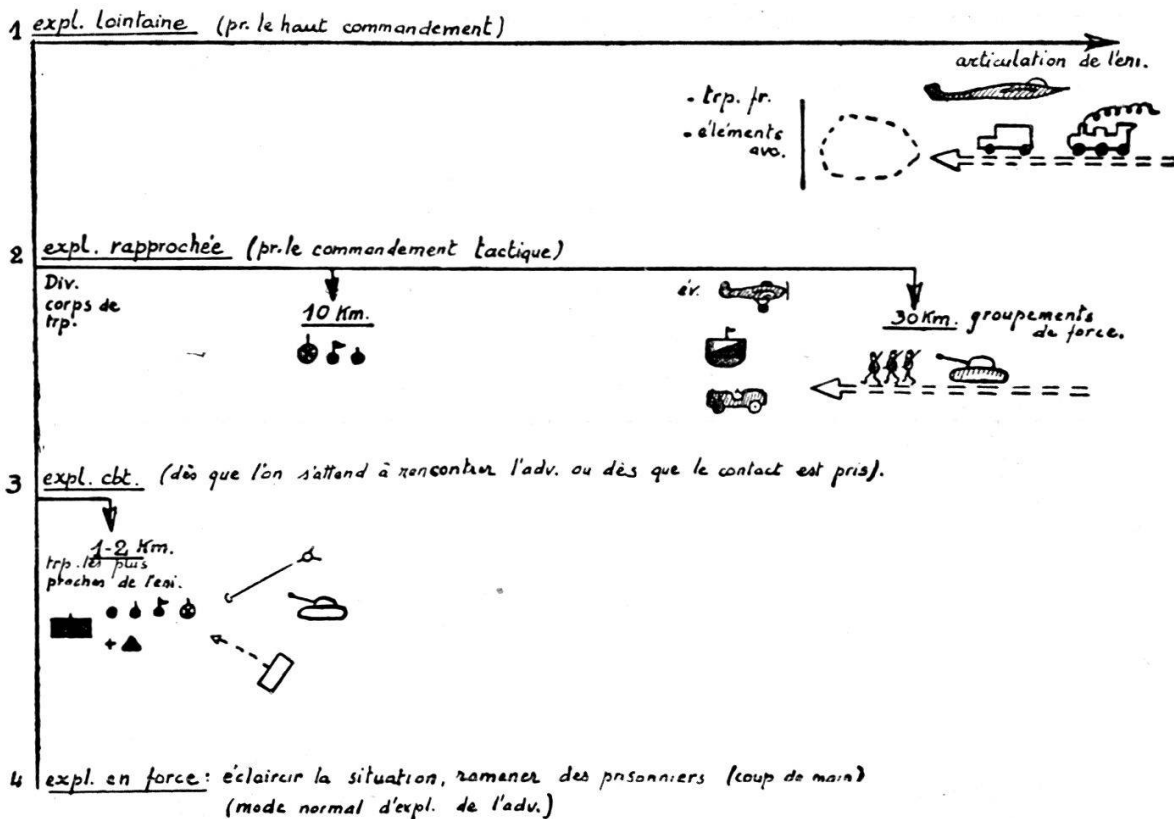 1 expl. lointaine (pr. le haut commandement)
articulation de l'eni.
- trp. fr.
- éléments
avo.
2 expl. rapprochée (pr. le commandement tactique)
Div.
corps de
trp.
10 Km.
év.
30 Km. groupements
de force.
3 expl. cbt. (dès que l'on s'attend à rencontrer l'adv. ou dès que le contact est pris).
1-2 Km.
trp. les plus
proches de l'eni.
+
4 expl. en force : éclaircir la situation, ramener des prisonniers (coup de main)
(mode normal d'expl. de l'adv.)